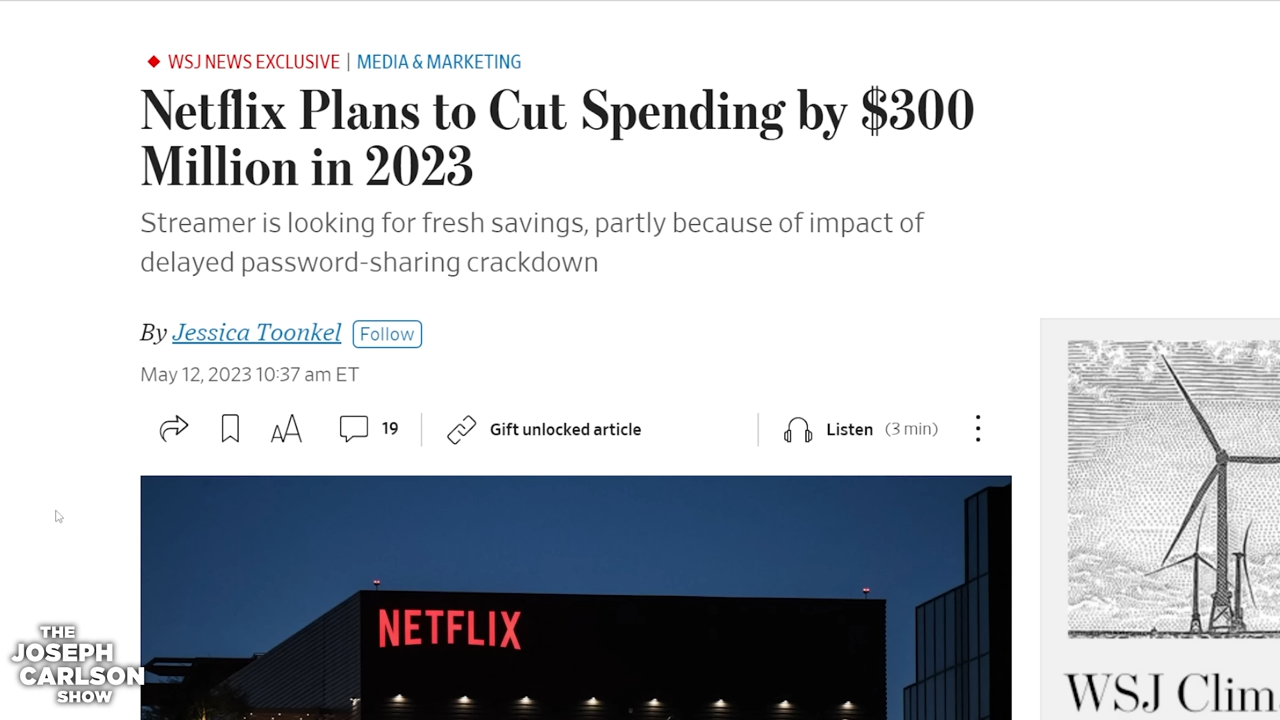 WSJ NEWS EXCLUSIVE | MEDIA & MARKETING
Netflix Plans to Cut Spending by $300
Million in 2023
Streamer is looking for fresh savings, partly because of impact of
delayed password-sharing crackdown
By Jessica Toonkel Follow
May 12, 2023 10:37 am ET
19 Gift unlocked article Listen (3 min)
NETFLIX
THE
JOSEPH
CARLSON
SHOW
WSJ Clim